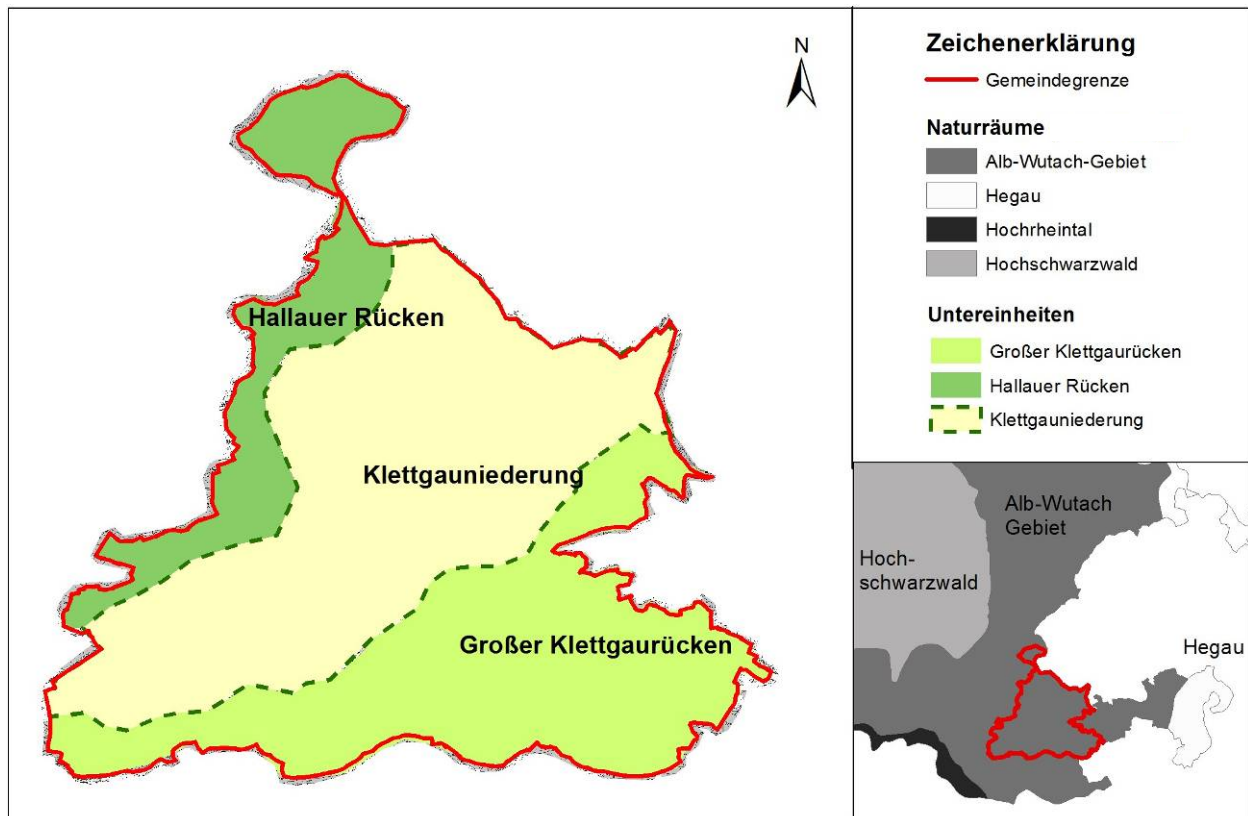 N
Hallauer Rücken
Klettgauniederung
Großer Klettgaurücken
Zeichenerklärung
Gemeindegrenze
Naturräume
Alb-Wutach-Gebiet
Hegau
Hochrheintal
Hochschwarzwald
Untereinheiten
Großer Klettgaurücken
Hallauer Rücken
Klettgauniederung
Alb-Wutach
Gebiet
Hoch-
schwarzwald
Hegau